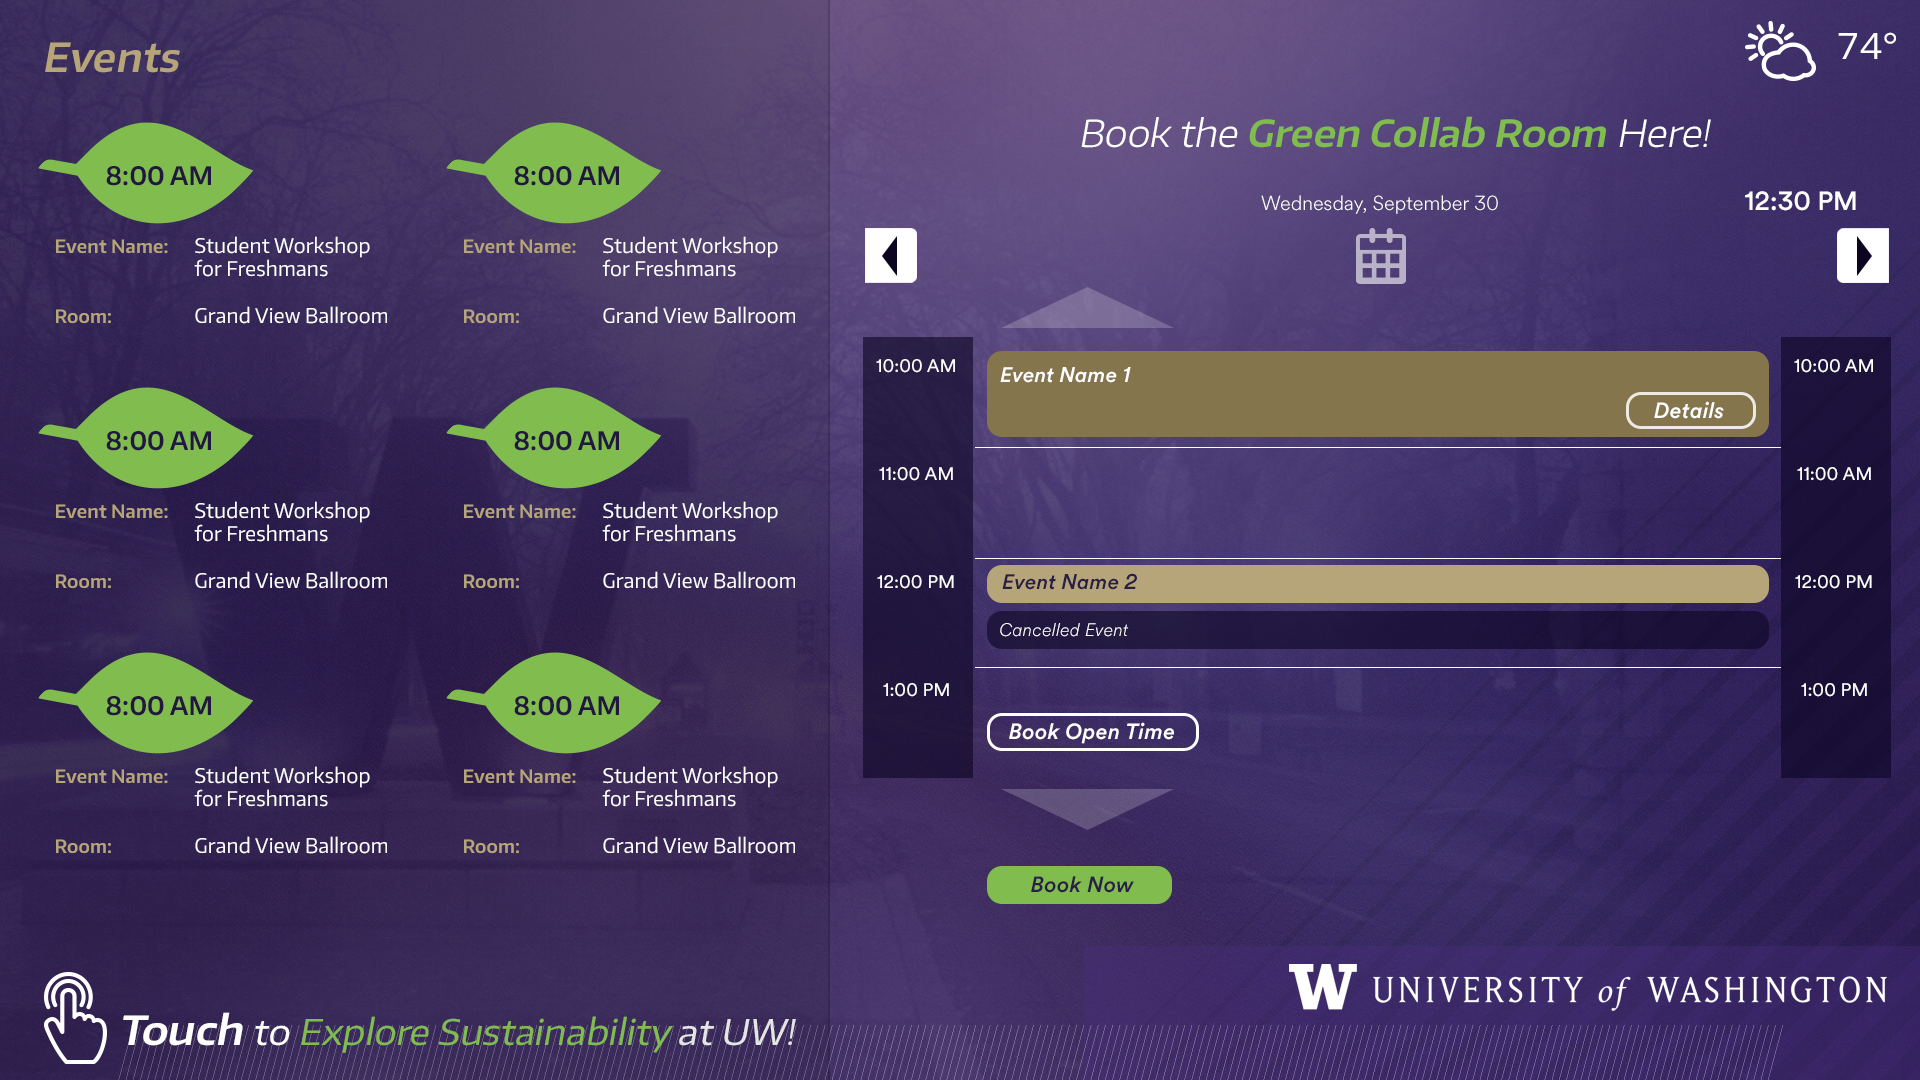 Events
8:00 AM
Event Name: Student Workshop
for Freshmans
Room: Grand View Ballroom
8:00 AM
Event Name: Student Workshop
for Freshmans
Room: Grand View Ballroom
8:00 AM
Event Name: Student Workshop
for Freshmans
Room: Grand View Ballroom
8:00 AM
Event Name: Student Workshop
for Freshmans
Room: Grand View Ballroom
8:00 AM
Event Name: Student Workshop
for Freshmans
Room: Grand View Ballroom
8:00 AM
Event Name: Student Workshop
for Freshmans
Room: Grand View Ballroom
Touch to Explore Sustainability at UW!
74°
Book the Green Collab Room Here!
Wednesday, September 30
12:30 PM
10:00 AM
Event Name 1
Details
10:00 AM
11:00 AM
11:00 AM
12:00 PM
Event Name 2
12:00 PM
Cancelled Event
1:00 PM
1:00 PM
Book Open Time
Book Now
W UNIVERSITY of WASHINGTON